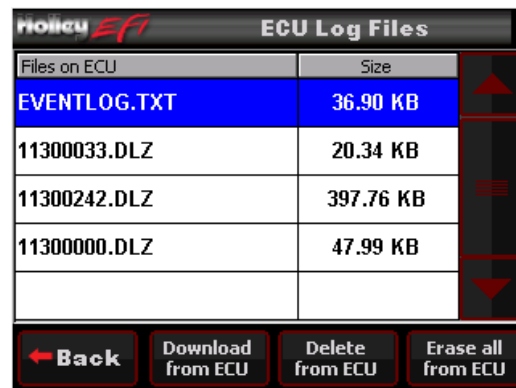 Holley EFI
ECU Log Files
Files on ECU Size
EVENTLOG.TXT 36.90 KB
11300033.DLZ 20.34 KB
11300242.DLZ 397.76 KB
11300000.DLZ 47.99 KB
Back
Download
from ECU
Delete
from ECU
Erase all
from ECU